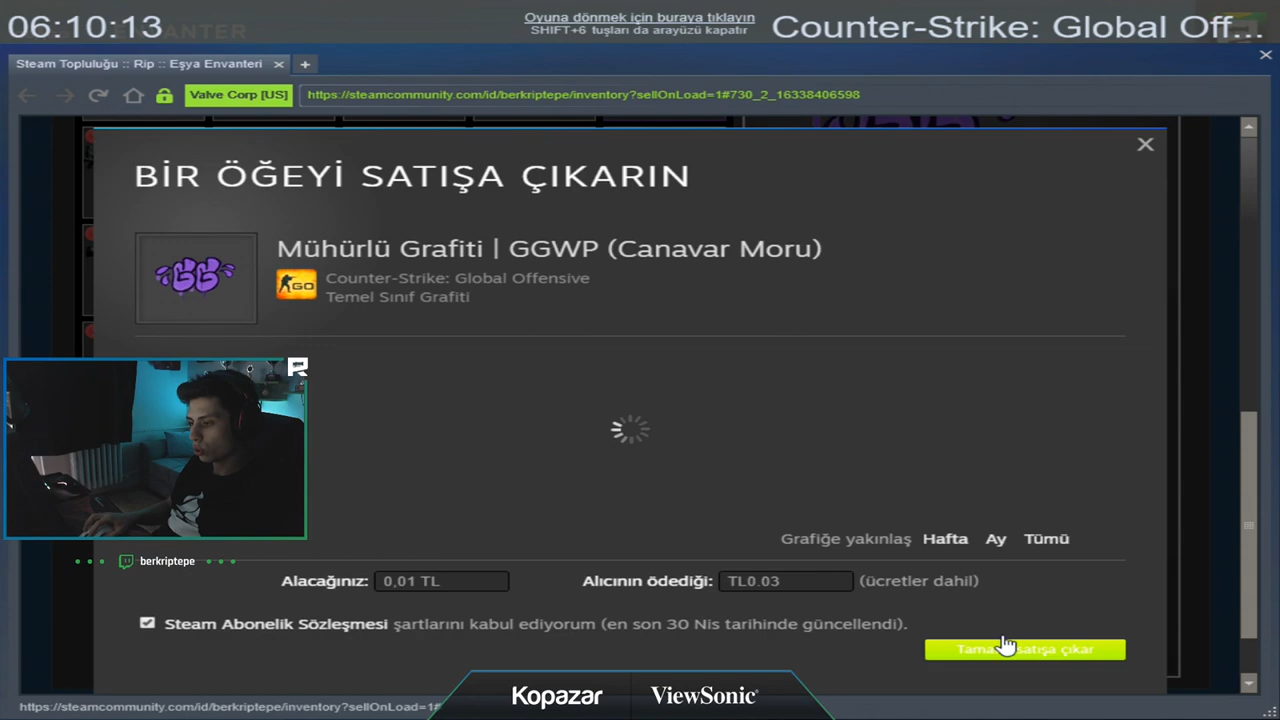 06:10:13
Oyuna dönmek için buraya tıklayın
SHIFT+6 tuşları da arayüzü kapatır
Counter-Strike: Global Off...
Steam Topluluğu :: Rip :: Eşya Envanteri
Valve Corp [US]
https://steamcommunity.com/id/berkriptepe/inventory?sellOnLoad=1#730_2_16338406598
BİR ÖĞEYİ SATIŞA ÇIKARIN
Mühürlü Grafiti | GGWP (Canavar Moru)
GO
Counter-Strike: Global Offensive
Temel Sınıf Grafiti
Grafiğe yakınlaş Hafta Ay Tümü
berkriptepe
Alacağınız: 0,01 TL Alıcının ödediği: TL0.03 (ücretler dahil)
Steam Abonelik Sözleşmesi şartlarını kabul ediyorum (en son 30 Nis tarihinde güncellendi).
satışa çıkar
Kopazar ViewSonic
https://steamcommunity.com/id/berkriptepe/inventory?sellOnLoad=1#